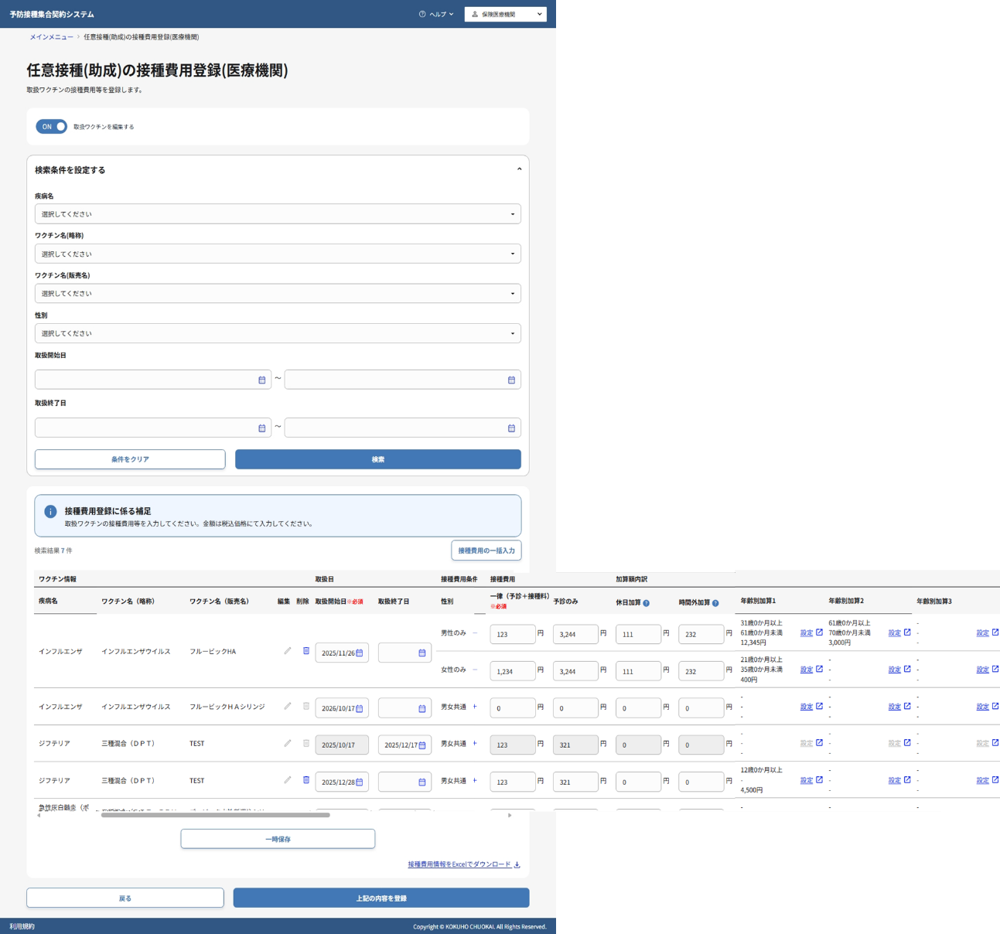 予防接種集合契約システム
ヘルプ
保険医療機関
メインメニュー > 任意接種(助成)の接種費用登録(医療機関)
任意接種(助成)の接種費用登録(医療機関)
取扱ワクチンの接種費用等を登録します。
ON 取扱ワクチンを編集する
検索条件を設定する
疾病名
選択してください
ワクチン名(略称)
選択してください
ワクチン名(販売名)
選択してください
性別
選択してください
取扱開始日
～
取扱終了日
～
条件をクリア 検索
接種費用登録に係る補足
取扱ワクチンの接種費用等を入力してください。金額は税込価格にて入力してください。
検索結果 7 件
接種費用の一括入力
ワクチン情報 取扱日 接種費用条件 接種費用 加算額内訳
疾病名 ワクチン名（略称） ワクチン名（販売名） 編集 削除 取扱開始日※必須 取扱終了日 性別 一律（予診＋接種料）※必須 予診のみ 休日加算 時間外加算 年齢別加算1 年齢別加算2 年齢別加算3
インフルエンザ インフルエンザウイルス フルービックHA 2025/11/26
男性のみ － 123 円 3,244 円 111 円 232 円 31歳0か月以上 61歳0か月未満 12,345円 設定 61歳0か月以上 70歳0か月未満 3,000円 設定 - - - 設定
女性のみ － 1,234 円 3,244 円 111 円 232 円 21歳0か月以上 35歳0か月未満 400円 設定 - - - 設定 - - - 設定
インフルエンザ インフルエンザウイルス フルービックＨＡシリンジ 2026/10/17 男女共通 + 0 円 0 円 0 円 0 円 - - - 設定 - - - 設定 - - - 設定
ジフテリア 三種混合（ＤＰＴ） TEST 2025/10/17 2025/12/17 男女共通 + 123 円 321 円 0 円 0 円 - - - 設定 - - - 設定 - - - 設定
ジフテリア 三種混合（ＤＰＴ） TEST 2025/12/28 男女共通 + 123 円 321 円 0 円 0 円 12歳0か月以上 - 4,500円 設定 - - - 設定 - - - 設定
急性灰白髄炎（ポ
- - -
一時保存
接種費用情報をExcelでダウンロード
戻る 上記の内容を登録
利用規約
Copyright © KOKUHO CHUOKAI. All Rights Reserved.